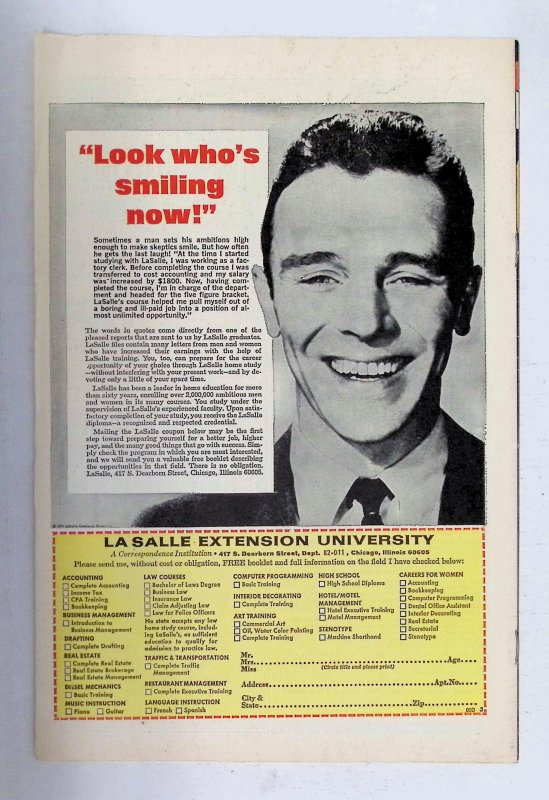 “Look who’s
smiling
now!”
Sometimes a man sets his ambitions high
enough to make skeptics smile. But how often
he gets the last laugh! “At the time I started
studying with LaSalle, I was working as a fac-
tory clerk. Before completing the course I was
transferred to cost accounting and my salary
was increased by $1800. Now, having com-
pleted the course, I’m in charge of the depart-
ment and headed for the five figure bracket.
LaSalle’s course helped me pull myself out of
a boring and ill-paid job into a position of al-
most unlimited opportunity.”
The words in quotes come directly from one of the
pleased reports that are sent to us by LaSalle graduates.
LaSalle files contain many letters from men and women
who have increased their earnings with the help of
LaSalle training. You, too, can prepare for the career
opportunity of your choice through LaSalle home study
—without interfering with your present work—and by de-
voting only a little of your spare time.
LaSalle has been a leader in home education for more
than sixty years, enrolling over 2,000,000 ambitious men
and women in its many courses. You study under the
supervision of LaSalle’s experienced faculty. Upon satis-
factory completion of your study, you receive the LaSalle
diploma—a recognized and respected credential.
Mailing the LaSalle coupon below may be the first
step toward preparing yourself for a better job, higher
pay, and the many good things that go with success. Sim-
ply check the program in which you are most interested,
and we will send you a valuable free booklet describing
the opportunities in that field. There is no obligation.
LaSalle, 417 S. Dearborn Street, Chicago, Illinois 60605.
LA SALLE EXTENSION UNIVERSITY
A Correspondence Institution • 417 S. Dearborn Street, Dept. 82-011, Chicago, Illinois 60605
Please send me, without cost or obligation, FREE booklet and full information on the field I have checked below:
ACCOUNTING
Complete Accounting
Income Tax
CPA Training
Bookkeeping
BUSINESS MANAGEMENT
Introduction to
Business Management
DRAFTING
Complete Drafting
REAL ESTATE
Complete Real Estate
Real Estate Brokerage
Real Estate Management
DIESEL MECHANICS
Basic Training
MUSIC INSTRUCTION
Piano Guitar
LAW COURSES
Bachelor of Laws Degree
Business Law
Insurance Law
Claim Adjusting Law
Law for Police Officers
No state accepts any law
home study course, includ-
ing LaSalle’s, as sufficient
education to qualify for
admission to practice law.
TRAFFIC & TRANSPORTATION
Complete Traffic
Management
RESTAURANT MANAGEMENT
Complete Executive Training
LANGUAGE INSTRUCTION
French Spanish
COMPUTER PROGRAMMING
Basic Training
INTERIOR DECORATING
Complete Training
ART TRAINING
Commercial Art
Oil, Water Color Painting
Complete Training
HIGH SCHOOL
High School Diploma
HOTEL/MOTEL
MANAGEMENT
Hotel Executive Training
Motel Management
STENOTYPE
Machine Shorthand
CAREERS FOR WOMEN
Accounting
Bookkeeping
Computer Programming
Dental Office Assistant
Interior Decorating
Real Estate
Secretarial
Stenotype
Mr.
Mrs. Age
Miss (Circle title and please print)
Address Apt.No.
City &
State Zip